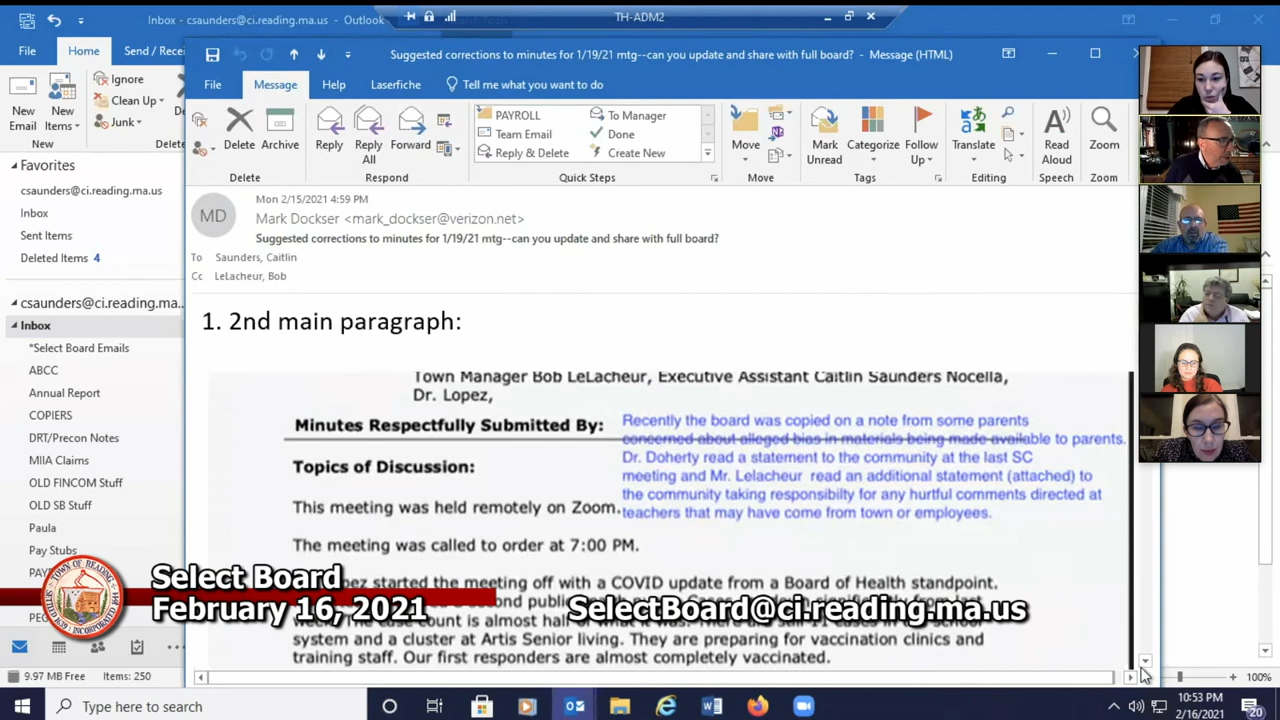 Inbox - csaunders@ci.reading.ma.us - Outlook
TH-ADM2
File
Home
Send / Recei
New
Email
New
Items
Ignore
Clean Up
Junk
Delete
Favorites
csaunders@ci.reading.ma.us
Inbox
Sent Items
Deleted Items 4
csaunders@ci.reading.ma...
Inbox
*Select Board Emails
ABCC
Annual Report
COPIERS
DRT/Precon Notes
MIIA Claims
OLD FINCOM Stuff
OLD SB Stuff
Paula
Pay Stubs
Suggested corrections to minutes for 1/19/21 mtg--can you update and share with full board? - Message (HTML)
File
Message
Help
Laserfiche
Tell me what you want to do
Delete
Archive
Delete
Reply
Reply
All
Forward
Respond
PAYROLL
To Manager
Team Email
Done
Reply & Delete
Create New
Quick Steps
Move
Move
Mark
Unread
Categorize
Follow
Up
Tags
Translate
Editing
Read
Aloud
Speech
Zoom
Zoom
MD
Mon 2/15/2021 4:59 PM
Mark Dockser <mark_dockser@verizon.net>
Suggested corrections to minutes for 1/19/21 mtg--can you update and share with full board?
To Saunders, Caitlin
Cc LeLacheur, Bob
1. 2nd main paragraph:
Town Manager Bob LeLacheur, Executive Assistant Caitlin Saunders Nocella,
Dr. Lopez,
Minutes Respectfully Submitted By:
Recently the board was copied on a note from some parents
concerned about alleged bias in materials being made available to parents.
Dr. Doherty read a statement to the community at the last SC
meeting and Mr. Lelacheur read an additional statement (attached) to
the community taking responsibilty for any hurtful comments directed at
teachers that may have come from town or employees.
Topics of Discussion:
This meeting was held remotely on Zoom.
The meeting was called to order at 7:00 PM.
started the meeting off with a COVID update from a Board of Health standpoint.
system and a cluster at Artis Senior living. They are preparing for vaccination clinics and
training staff. Our first responders are almost completely vaccinated.
TOWN OF READING
Select Board
February 16, 2021
SelectBoard@ci.reading.ma.us
9.97 MB Free Items: 250
100%
Type here to search
10:53 PM
2/16/2021
20